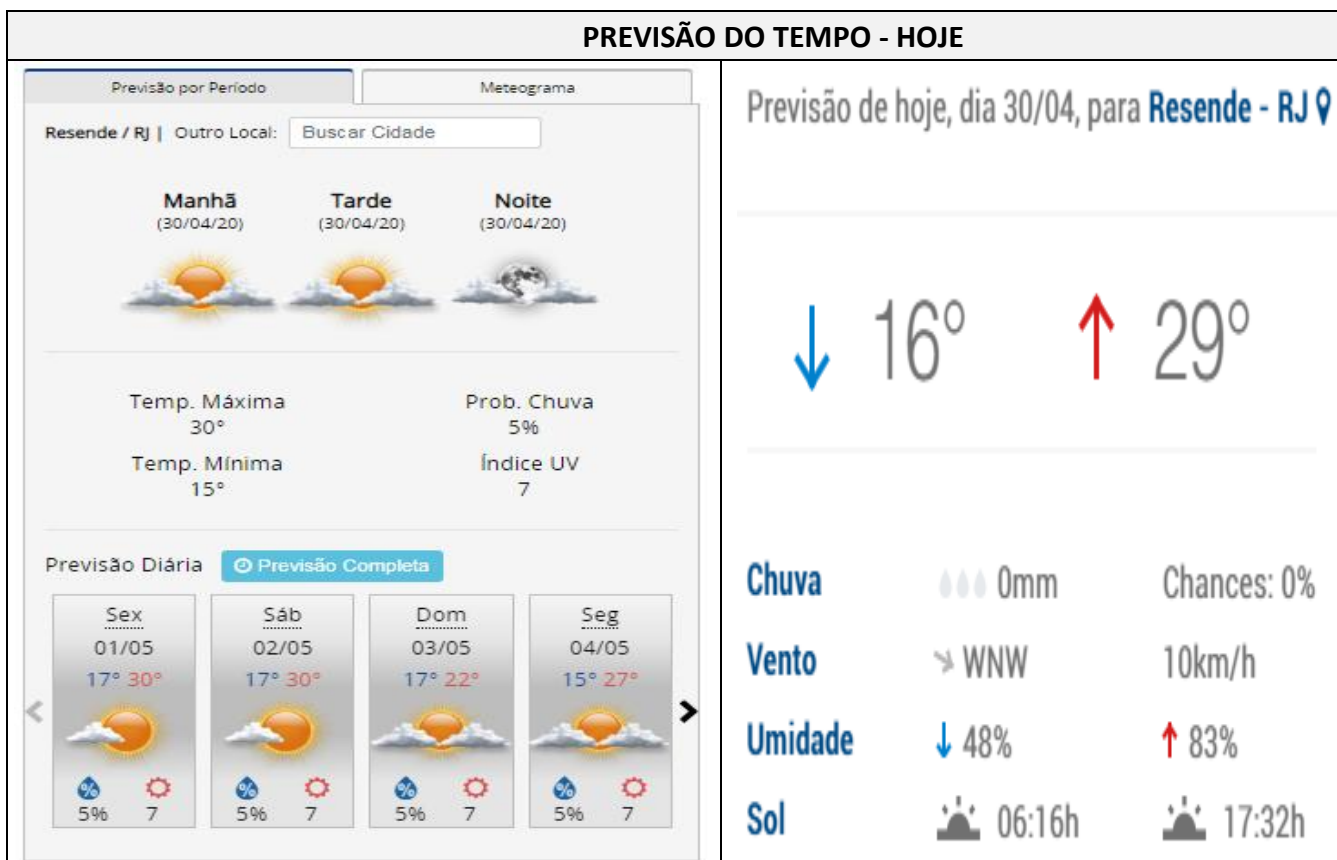 PREVISÃO DO TEMPO - HOJE
Previsão por Período Meteograma
Resende / RJ | Outro Local: Buscar Cidade
Manhã Tarde Noite
(30/04/20) (30/04/20) (30/04/20)
Temp. Máxima Prob. Chuva
30° 5%
Temp. Mínima Índice UV
15° 7
Previsão Diária Previsão Completa
Sex Sáb Dom Seg
01/05 02/05 03/05 04/05
17° 30° 17° 30° 17° 22° 15° 27°
% % % %
5% 7 5% 7 5% 7 5% 7
Previsão de hoje, dia 30/04, para Resende - RJ
16° 29°
Chuva 0mm Chances: 0%
Vento WNW 10km/h
Umidade 48% 83%
Sol 06:16h 17:32h